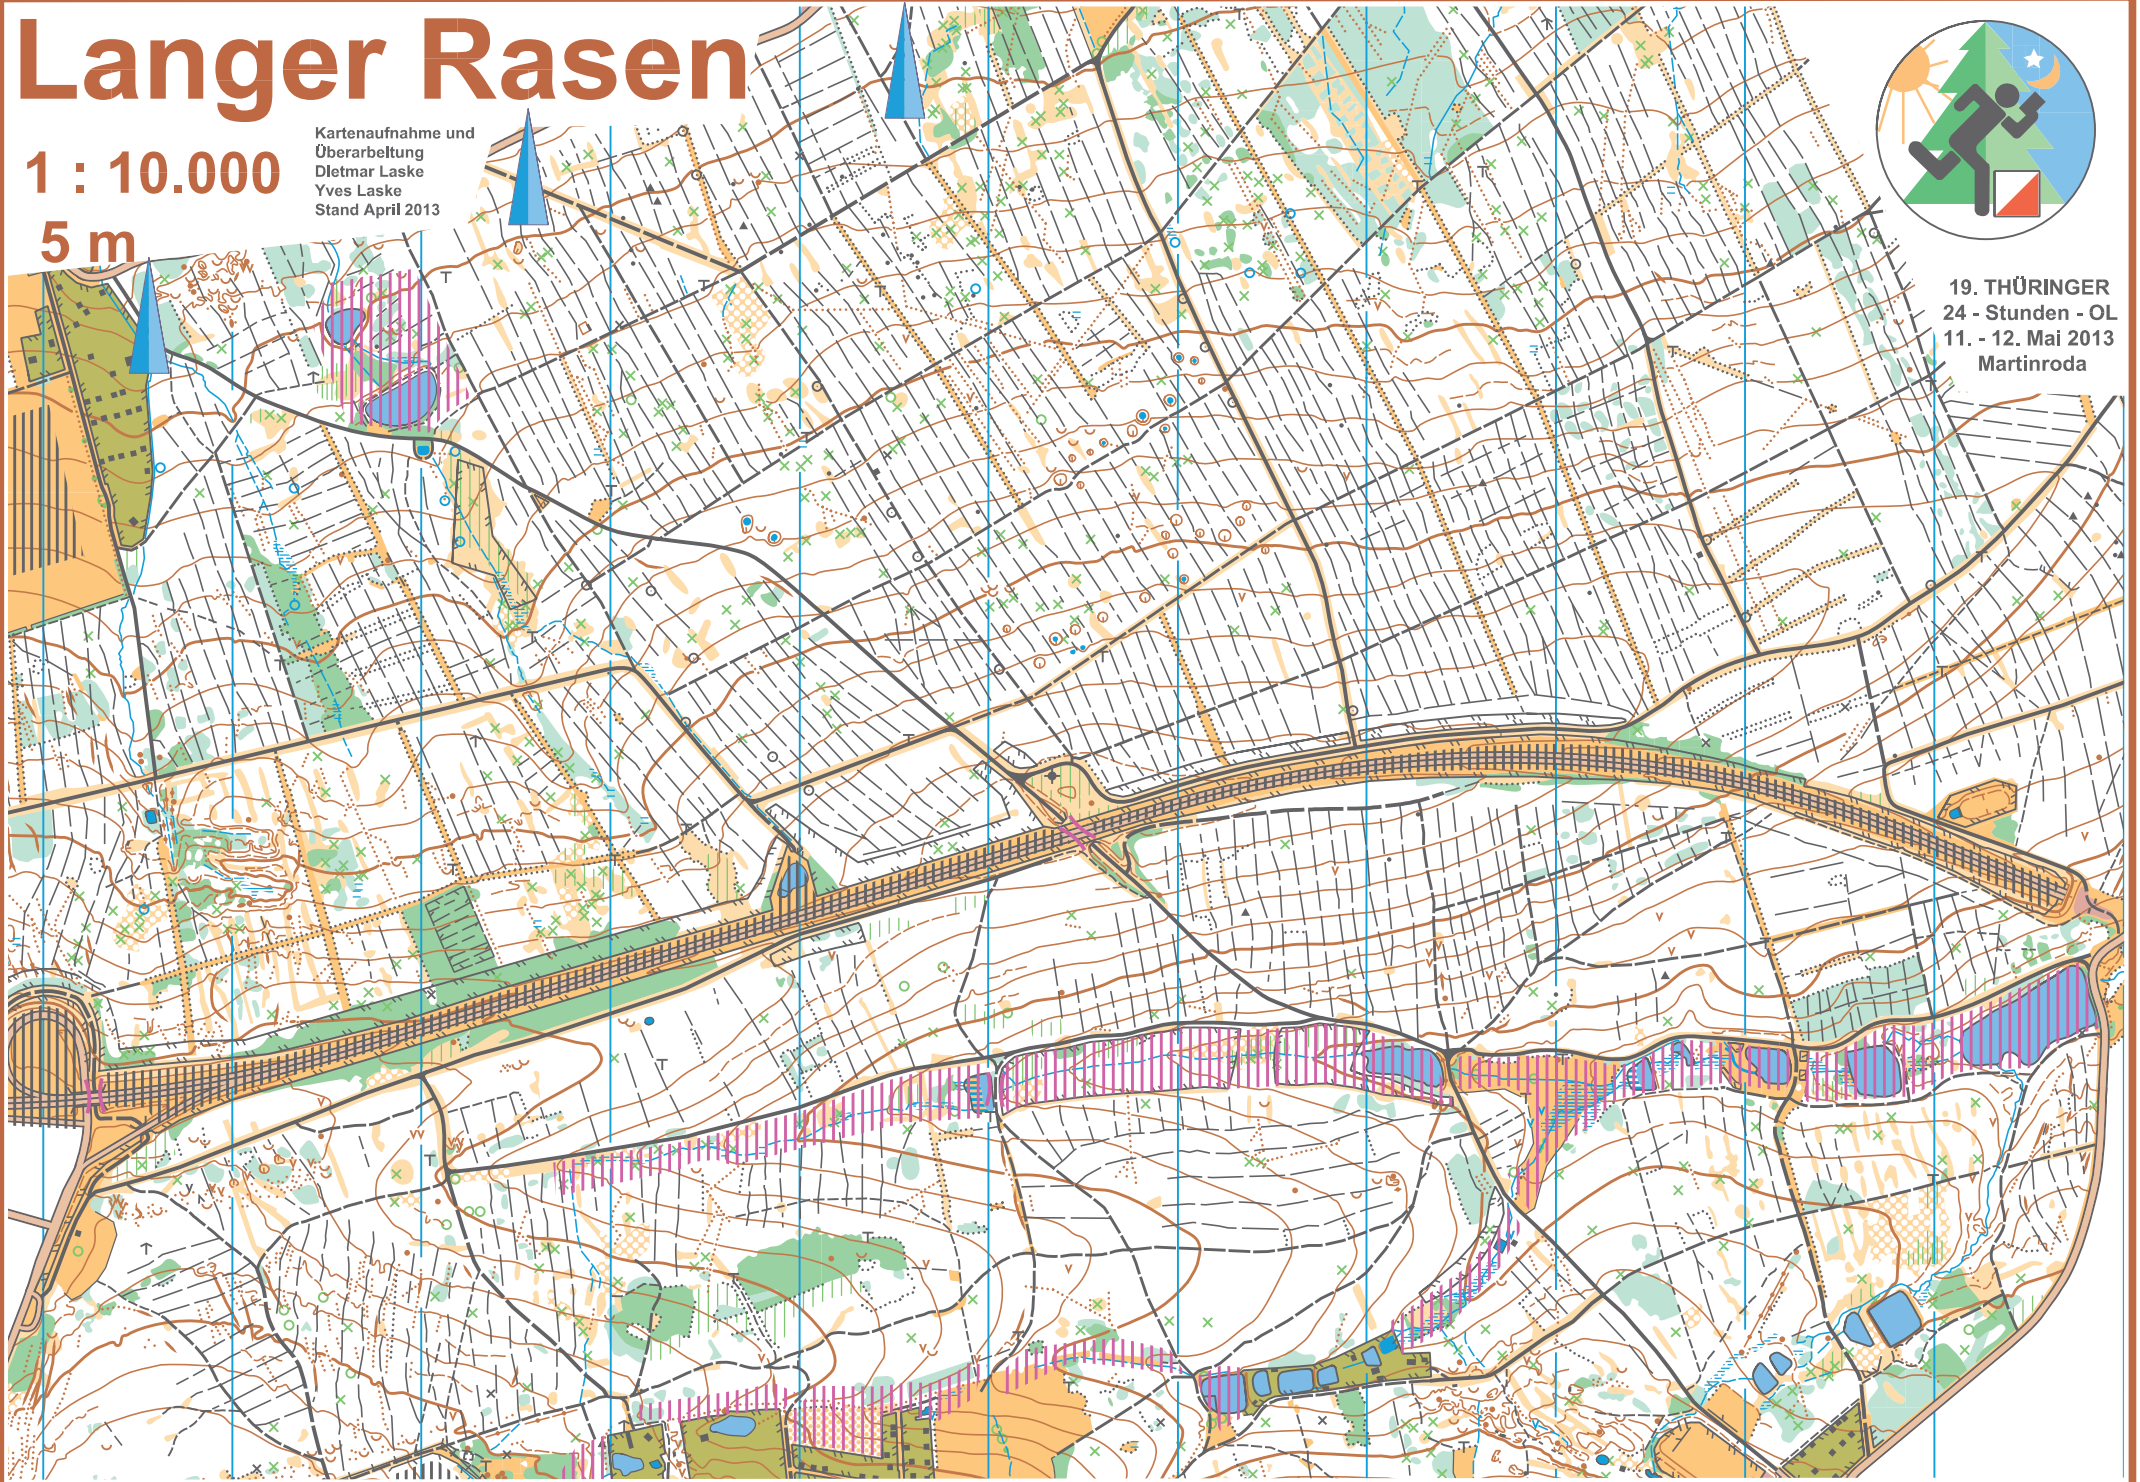 Langer Rasen
1 : 10.000
5 m
Kartenaufnahme und
Überarbeitung
Dietmar Laske
Yves Laske
Stand April 2013
19. THÜRINGER
24 - Stunden - OL
11. - 12. Mai 2013
Martinroda